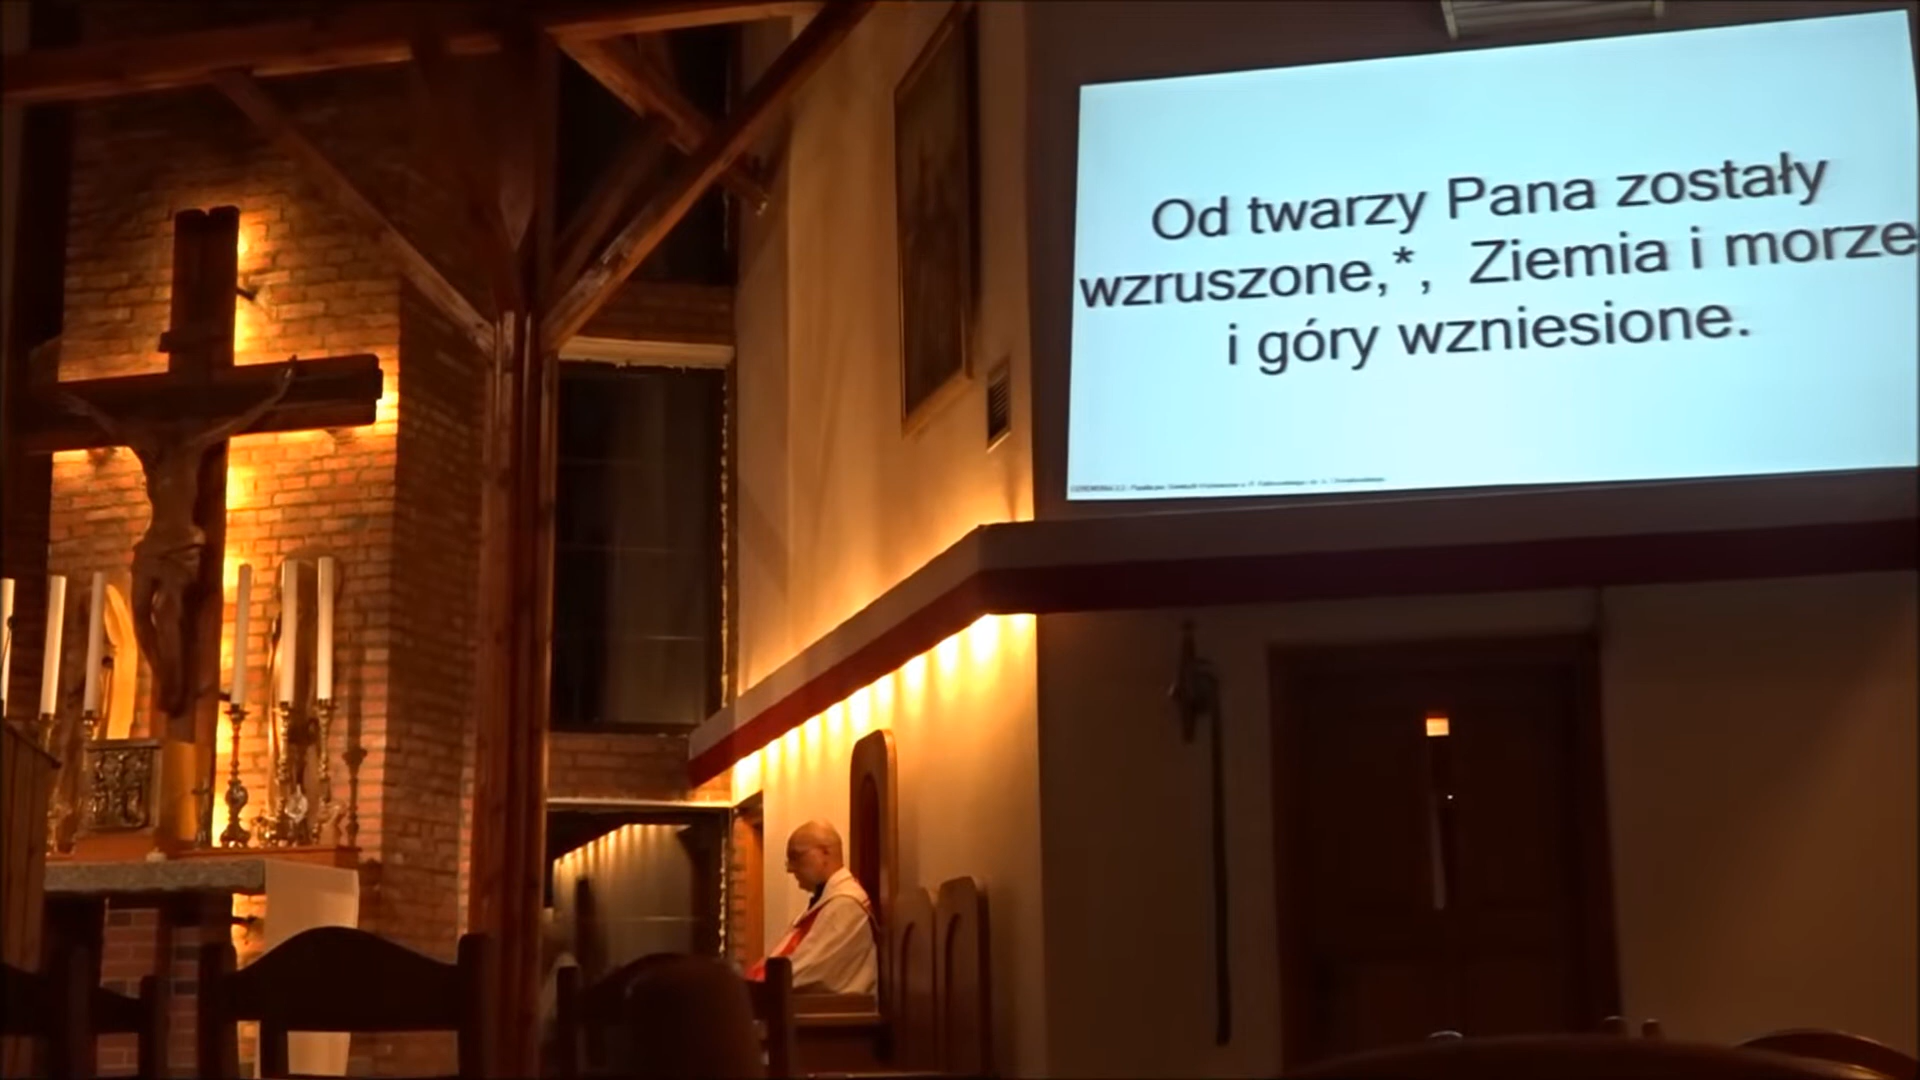 Od twarzy Pana zostały
wzruszone,*,  Ziemia i morze
i góry wzniesione.